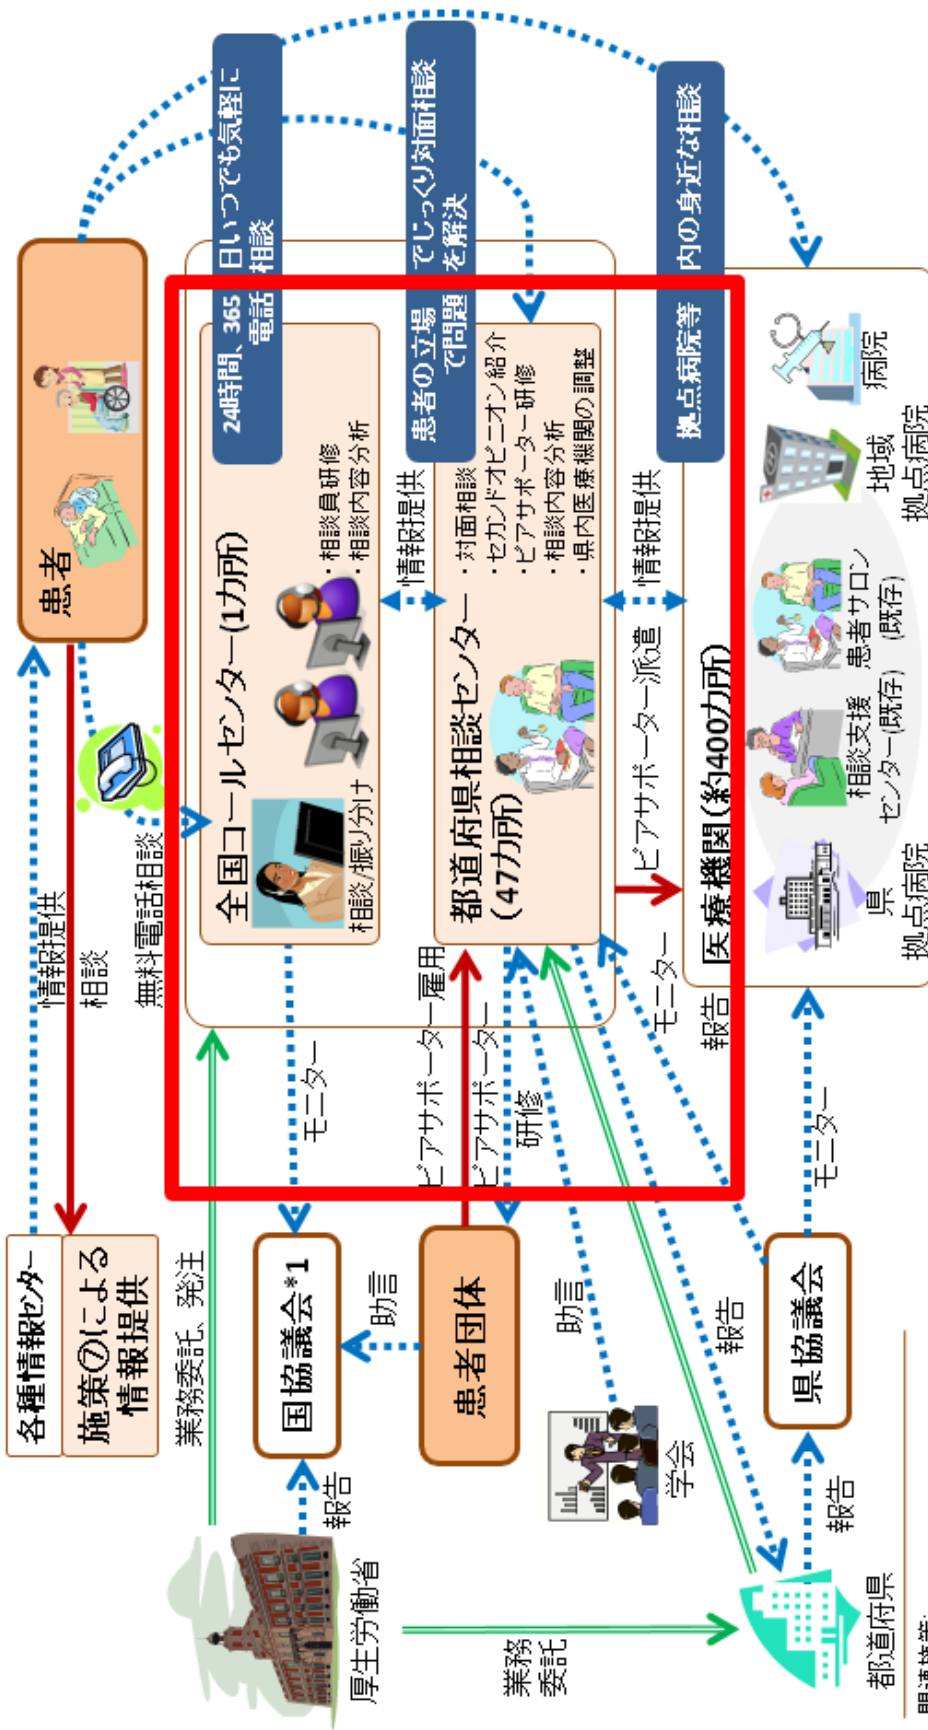 各種情報センター
施策⑦による
情報提供
情報提供
相談
患者
無料電話相談
24時間、365日いつでも気軽に
電話相談
業務委託、発注
全国コールセンター(1カ所)
相談/振り分け
・相談員研修
・相談内容分析
厚生労働省
報告
国協議会*1
モニター
助言
情報提供
患者の立場でじっくり対面相談
で問題を解決
患者団体
ピアサポーター雇用
ピアサポーター
研修
都道府県相談センター
(47カ所)
・対面相談
・セカンドオピニオン紹介
・ピアサポーター研修
・相談内容分析
・県内医療機関の調整
学会
助言
業務
委託
報告
モニター
報告
ピアサポーター派遣
情報提供
拠点病院等内の身近な相談
医療機関(約400カ所)
都道府県
報告
県協議会
モニター
県
拠点病院
相談支援
センター(既存)
患者サロン
(既存)
地域
拠点病院
病院